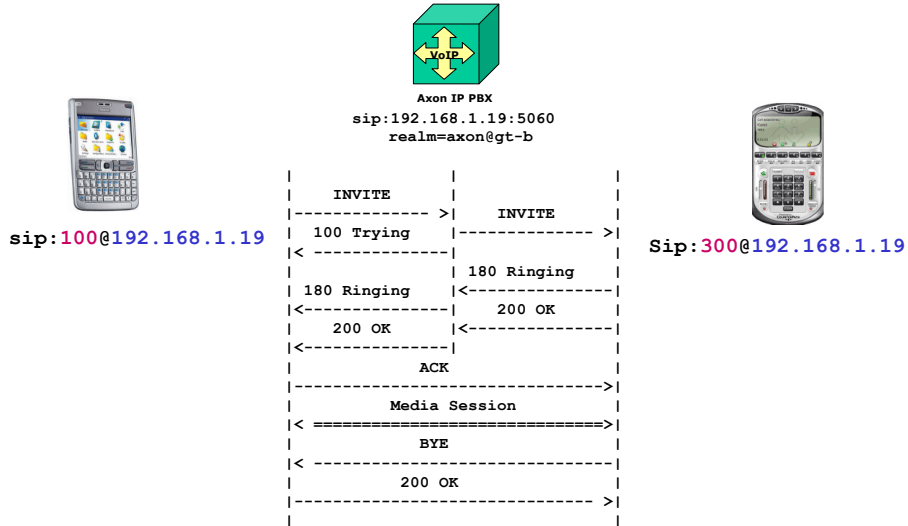 VoIP
Axon IP PBX
sip:192.168.1.19:5060
realm=axon@gt-b
sip:100@192.168.1.19
Sip:300@192.168.1.19
| | |
| INVITE | |
|-------------- >| INVITE |
| 100 Trying |-------------- >|
|< --------------| |
| | 180 Ringing |
| 180 Ringing |<---------------|
|<---------------| 200 OK |
| 200 OK |<---------------|
|<---------------| |
| ACK |
|-------------------------------->|
| Media Session |
|< ==============================>|
| BYE |
|< -------------------------------|
| 200 OK |
|------------------------------- >|
| |